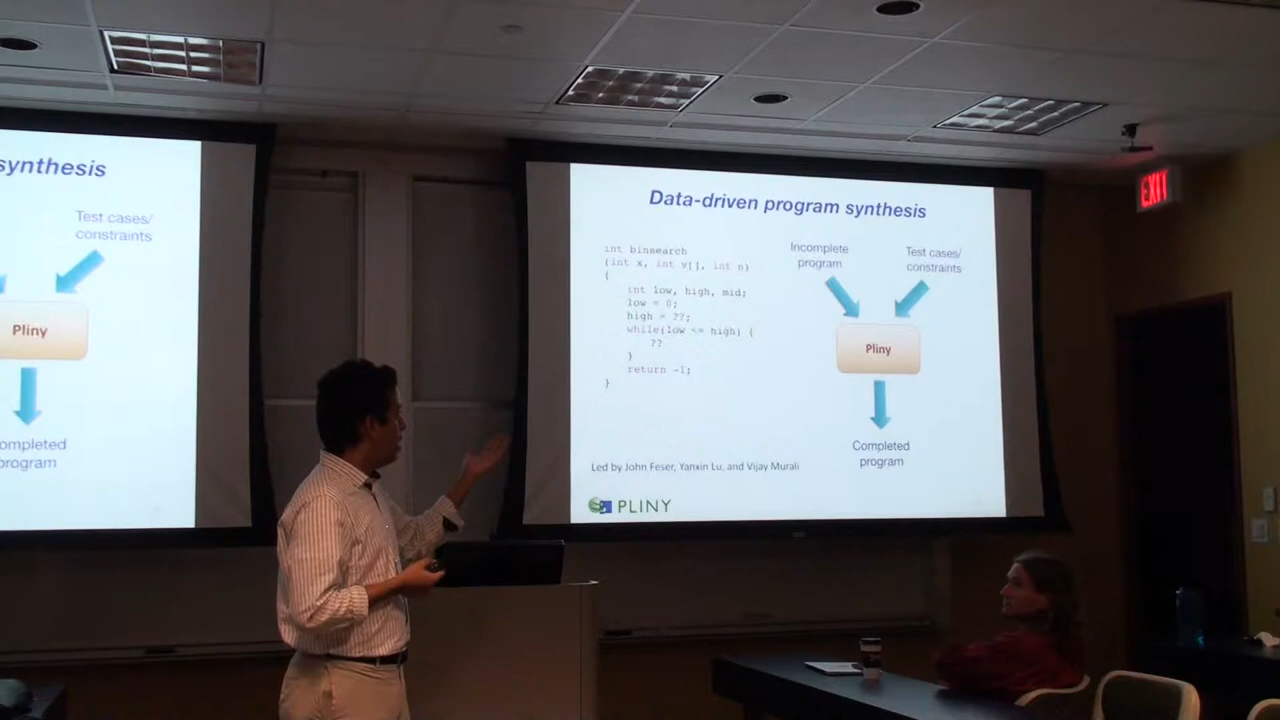 synthesis
Test cases/
constraints
Pliny
ompleted
program
Data-driven program synthesis
int binsearch
(int x, int v[], int n)
{
int low, high, mid;
low = 0;
high = ??;
while(low <= high) {
??
}
return -1;
}
Incomplete
program
Test cases/
constraints
Pliny
Completed
program
Led by John Feser, Yanxin Lu, and Vijay Murali
PLINY
EXIT